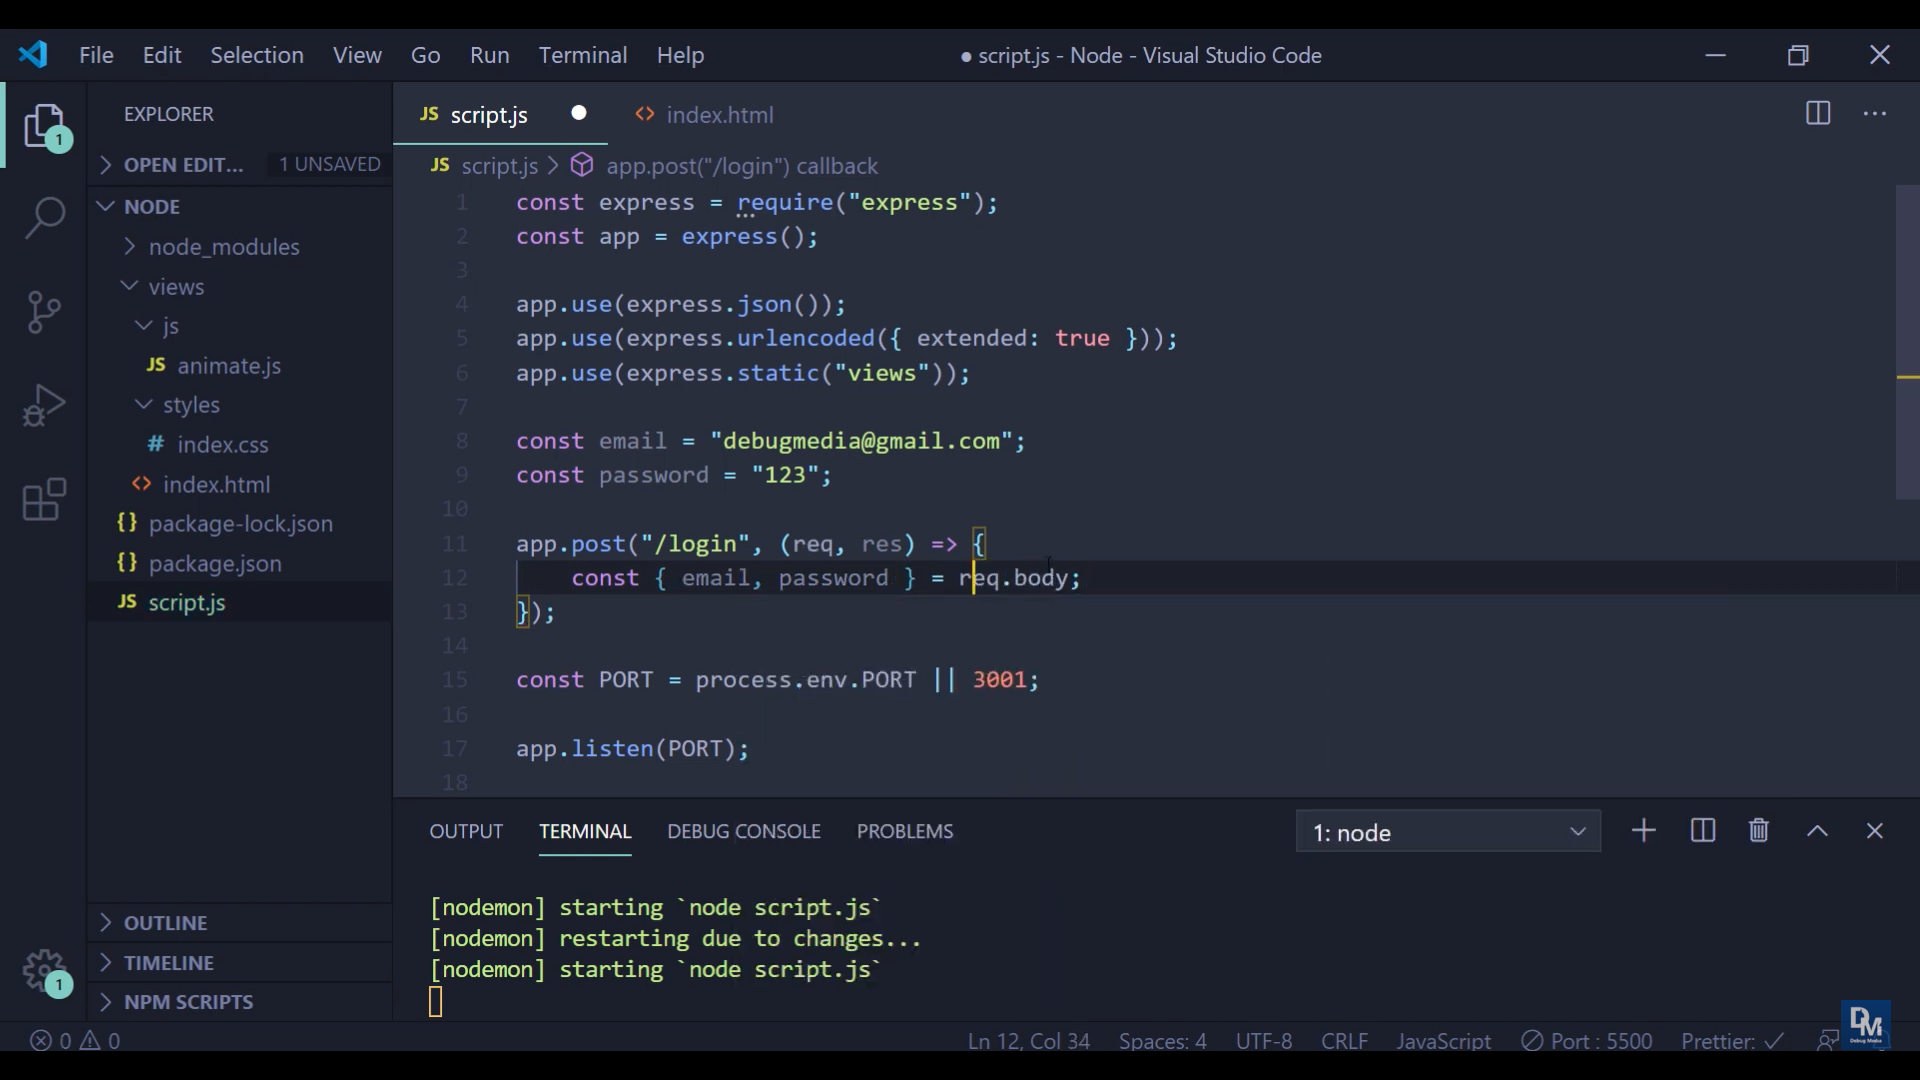 File Edit Selection View Go Run Terminal Help
● script.js - Node - Visual Studio Code
EXPLORER
1
OPEN EDIT... 1 UNSAVED
NODE
node_modules
views
js
JS animate.js
styles
# index.css
<> index.html
{} package-lock.json
{} package.json
JS script.js
OUTLINE
TIMELINE
NPM SCRIPTS
1
JS script.js
<> index.html
JS script.js > app.post("/login") callback
1 const express = require("express");
2 const app = express();
3
4 app.use(express.json());
5 app.use(express.urlencoded({ extended: true }));
6 app.use(express.static("views"));
7
8 const email = "debugmedia@gmail.com";
9 const password = "123";
10
11 app.post("/login", (req, res) => {
12 const { email, password } = req.body;
13 });
14
15 const PORT = process.env.PORT || 3001;
16
17 app.listen(PORT);
18
OUTPUT TERMINAL DEBUG CONSOLE PROBLEMS
1: node
[nodemon] starting `node script.js`
[nodemon] restarting due to changes...
[nodemon] starting `node script.js`
0 0
Ln 12, Col 34 Spaces: 4 UTF-8 CRLF JavaScript Port : 5500 Prettier: ✓
DM
Debug Media